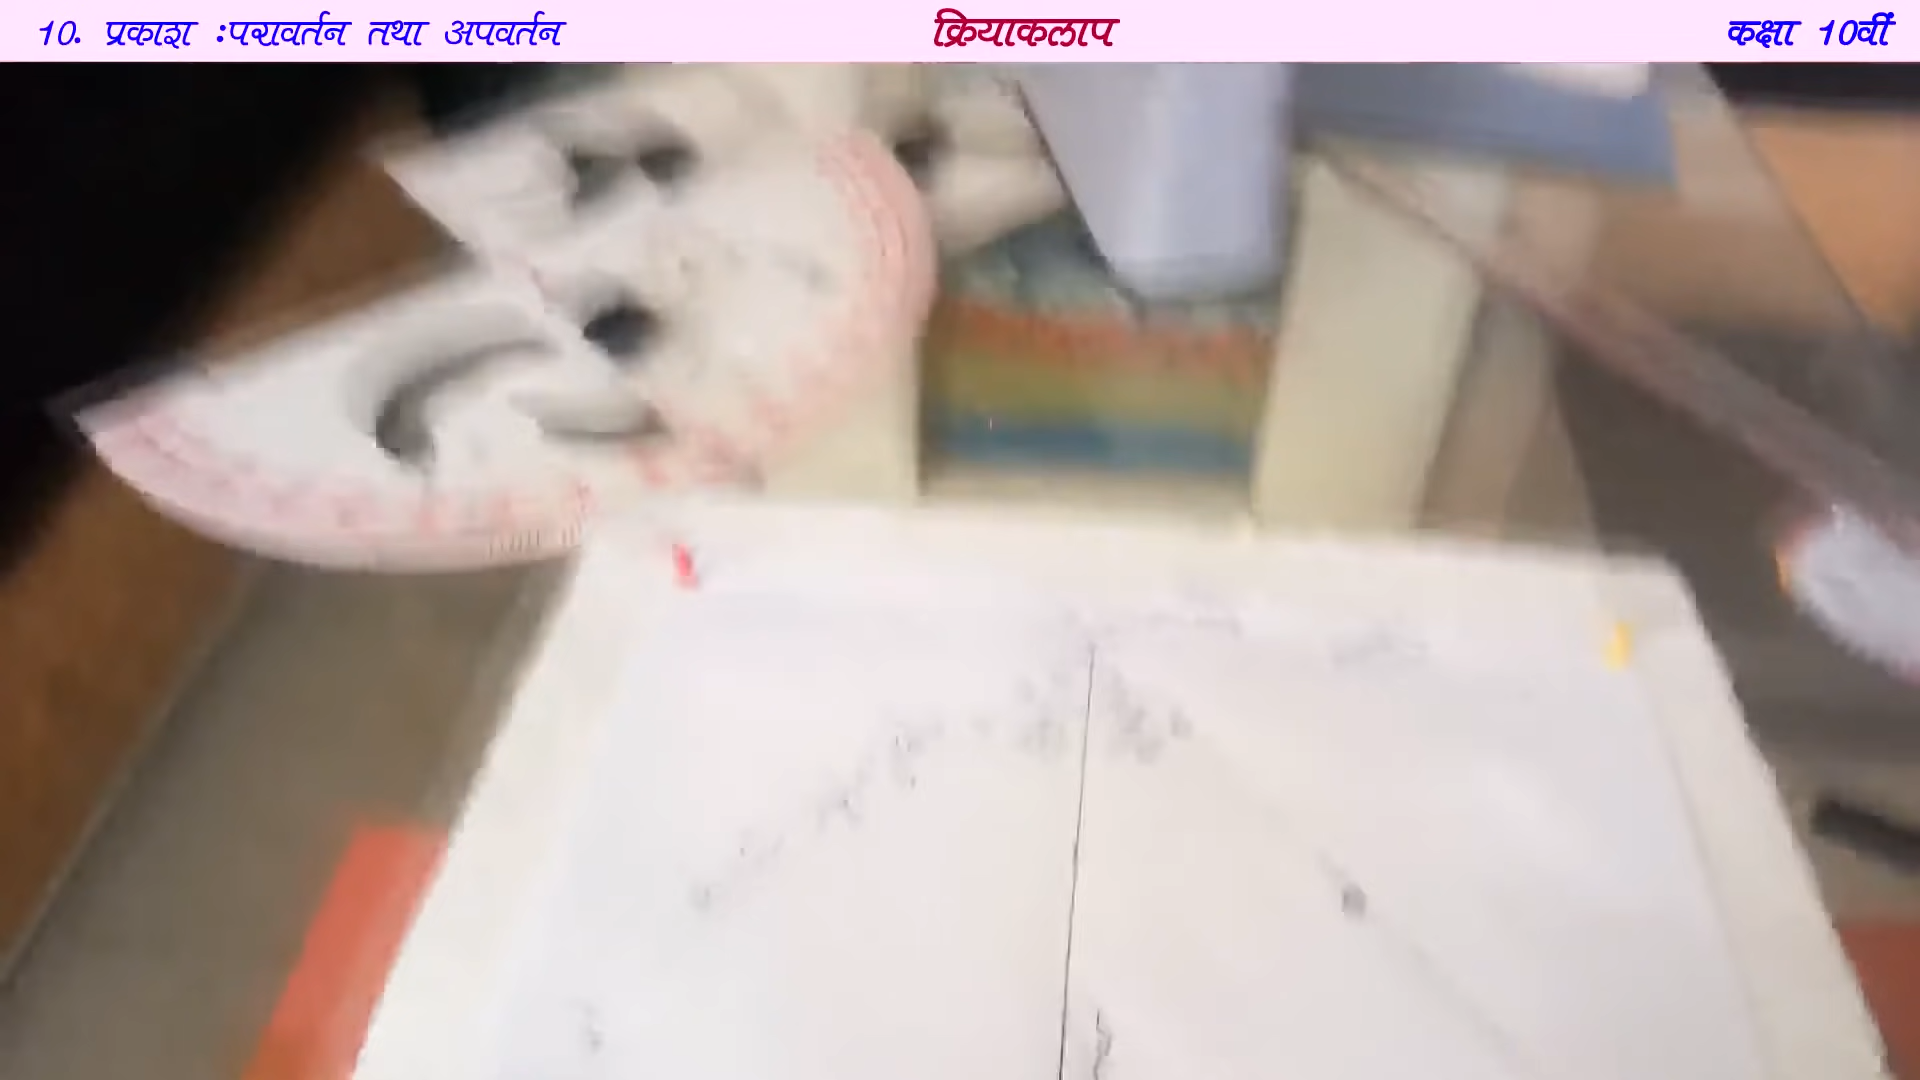 10. प्रकाश :परावर्तन तथा अपवर्तन
क्रियाकलाप
कक्षा 10वीं